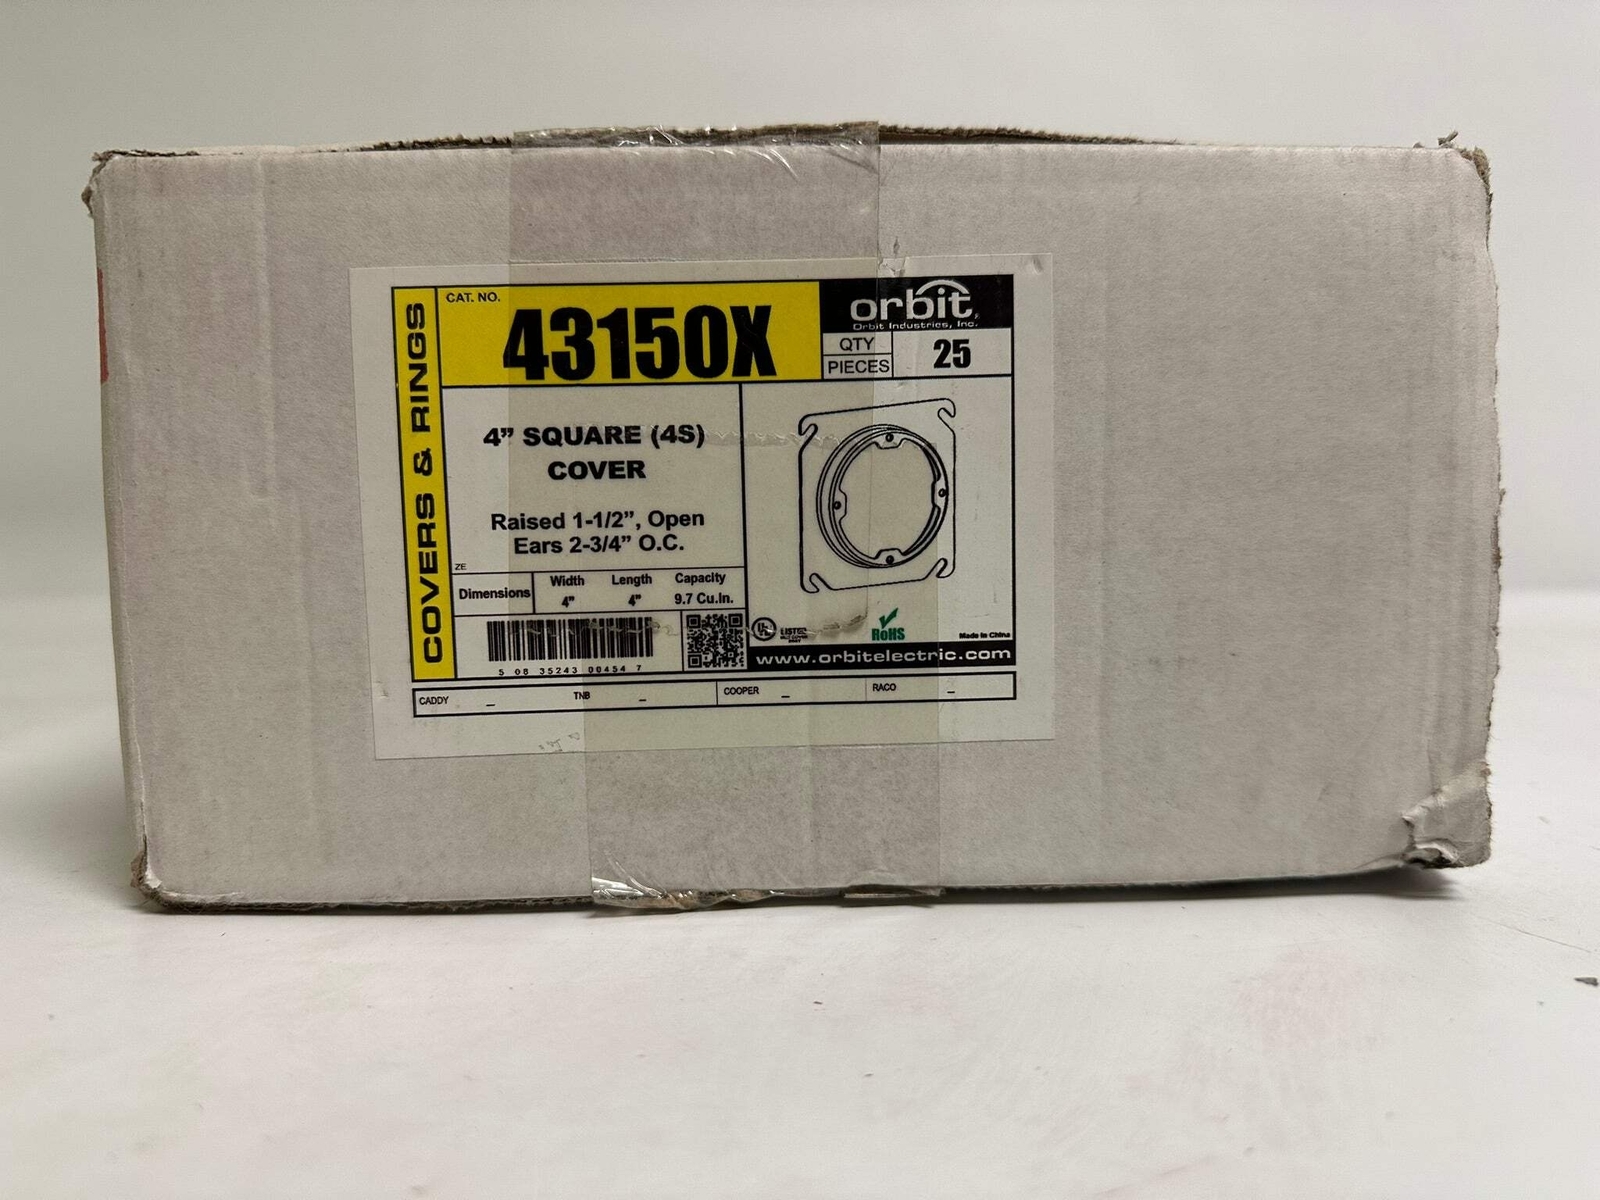 COVERS & RINGS
CAT. NO.
43150X
orbit
Orbit Industries, Inc.
QTY
PIECES
25
4” SQUARE (4S)
COVER
Raised 1-1/2”, Open
Ears 2-3/4” O.C.
ZE
Dimensions
Width Length Capacity
4” 4” 9.7 Cu.In.
5 08 35243 00454 7
UL LISTED
RoHS
Made in China
www.orbitelectric.com
CADDY _ TNB _ COOPER _ RACO _